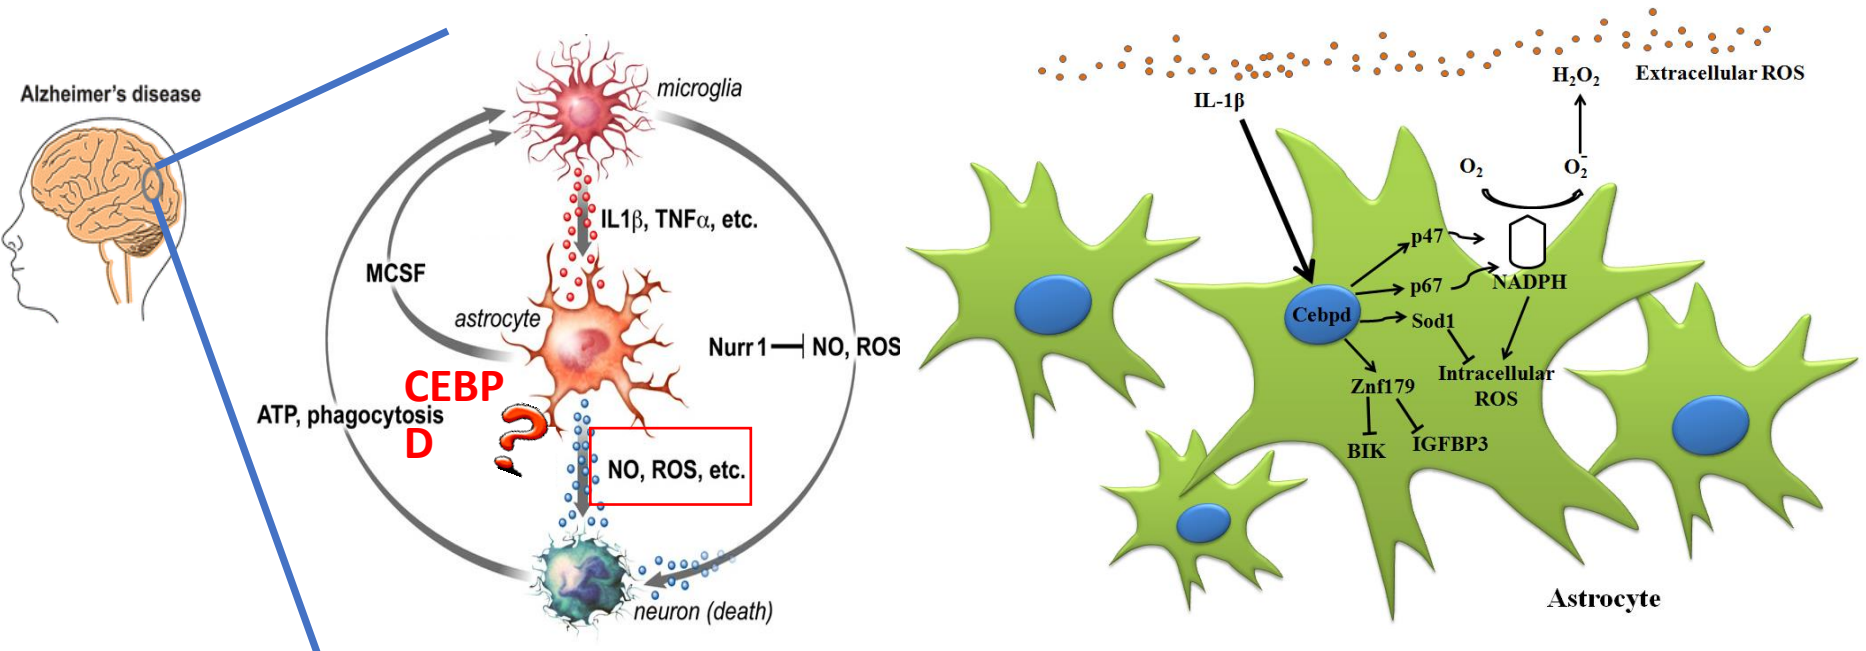 Alzheimer's disease
microglia
IL1β, TNFα, etc.
MCSF
astrocyte
Nurr1 NO, ROS
CEBP
D
ATP, phagocytosis
NO, ROS, etc.
neuron (death)
H₂O₂
Extracellular ROS
IL-1β
O₂
O₂⁻
p47
p67
NADPH
Cebpd
Sod1
Intracellular
ROS
Znf179
BIK
IGFBP3
Astrocyte